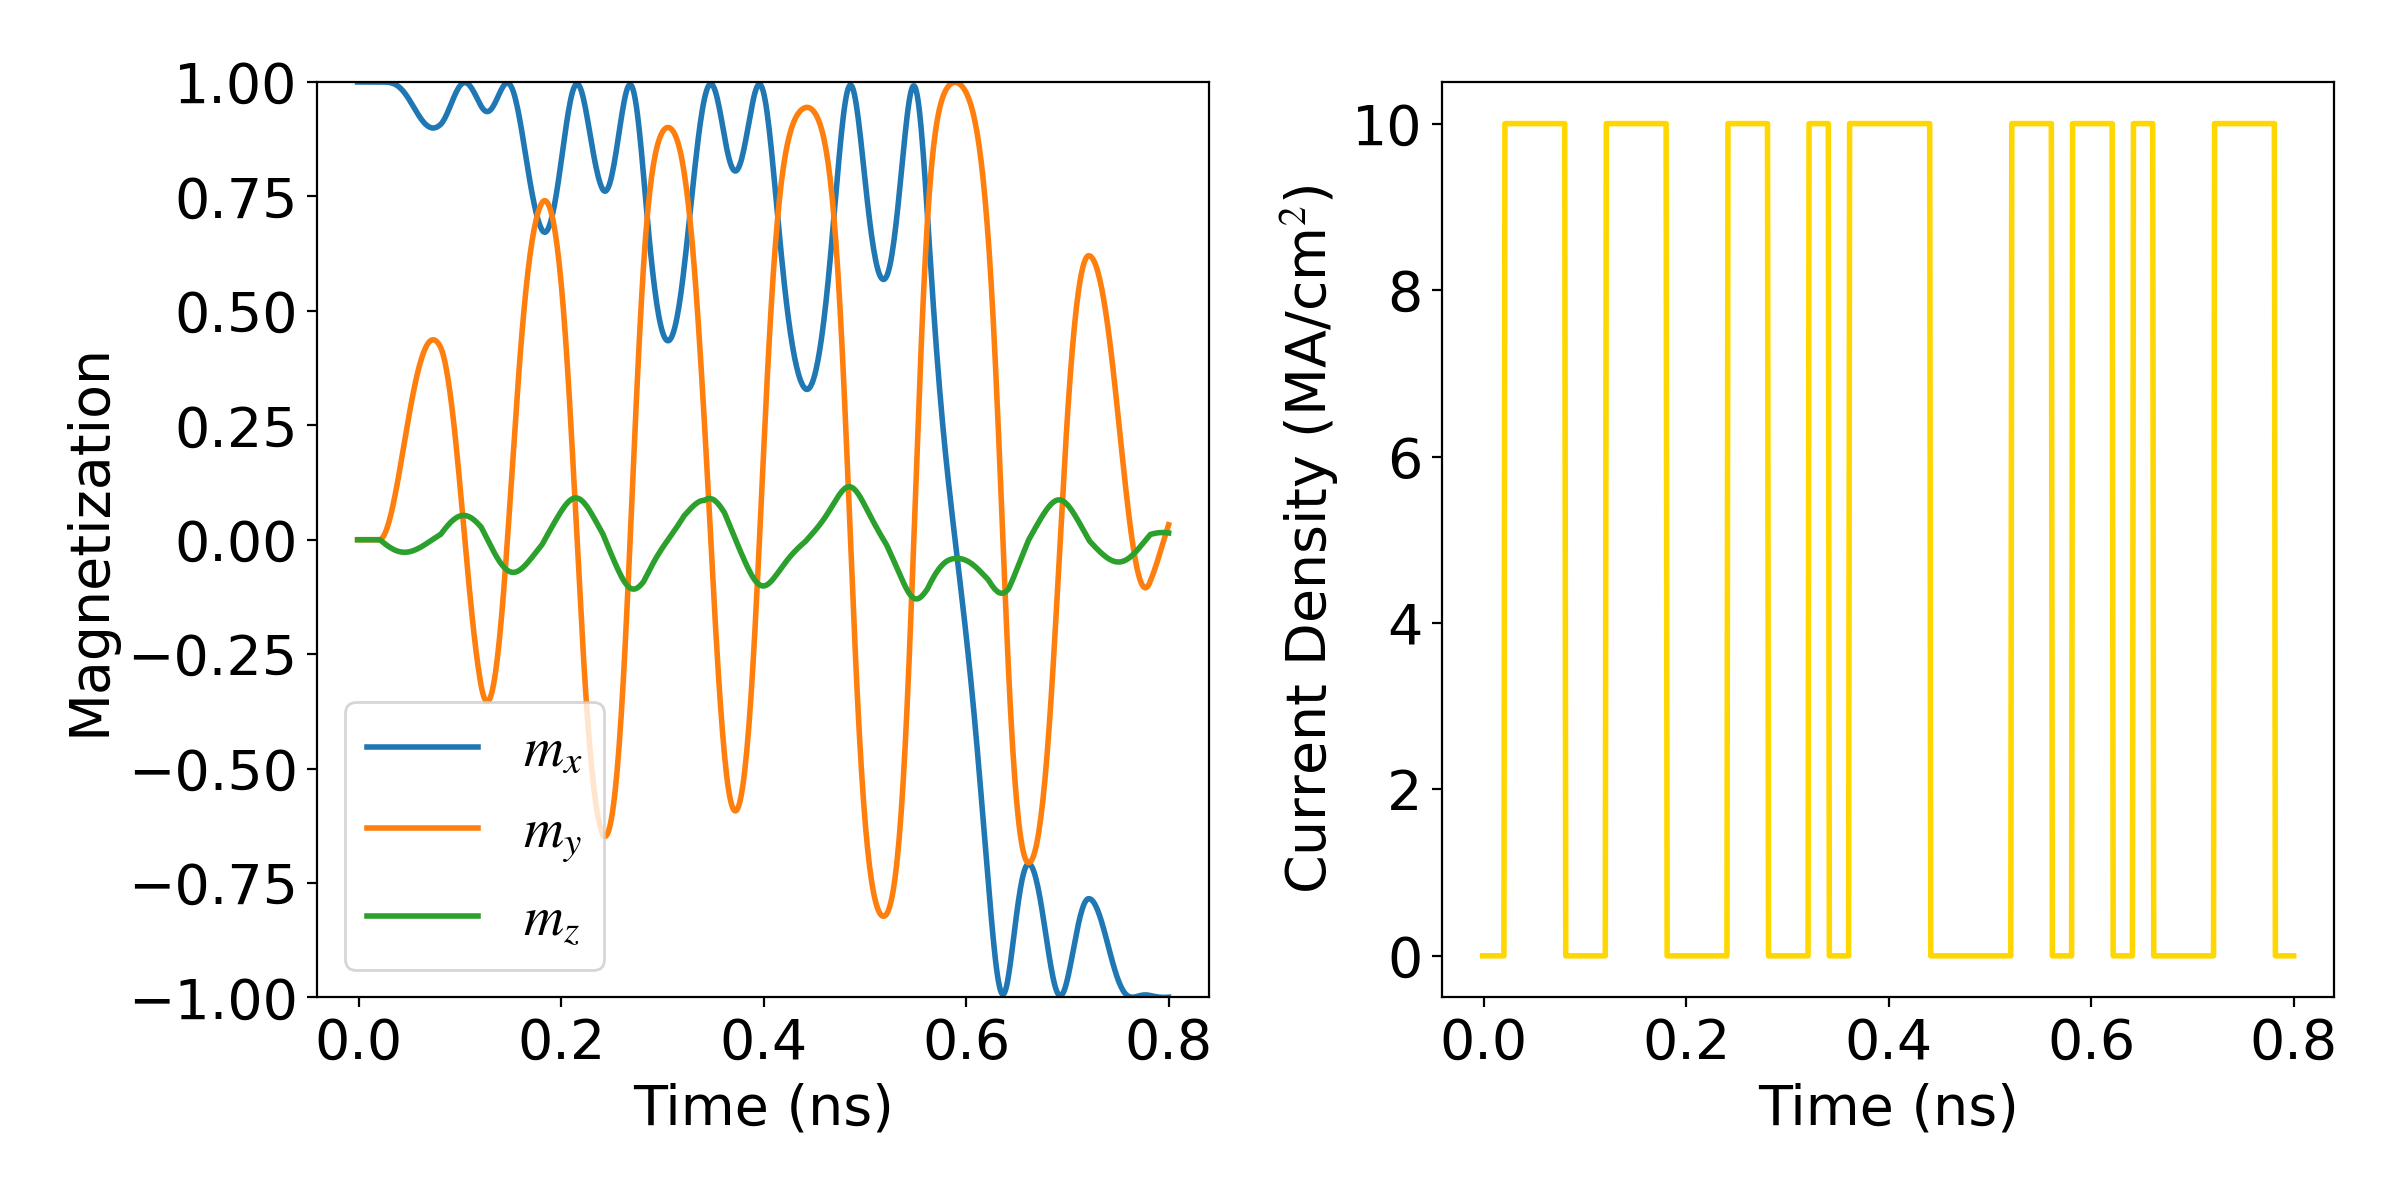 1.00
0.75
0.50
0.25
0.00
−0.25
−0.50
−0.75
−1.00
Magnetization
m_x
m_y
m_z
0.0 0.2 0.4 0.6 0.8
Time (ns)
10
8
6
4
2
0
Current Density (MA/cm²)
0.0 0.2 0.4 0.6 0.8
Time (ns)